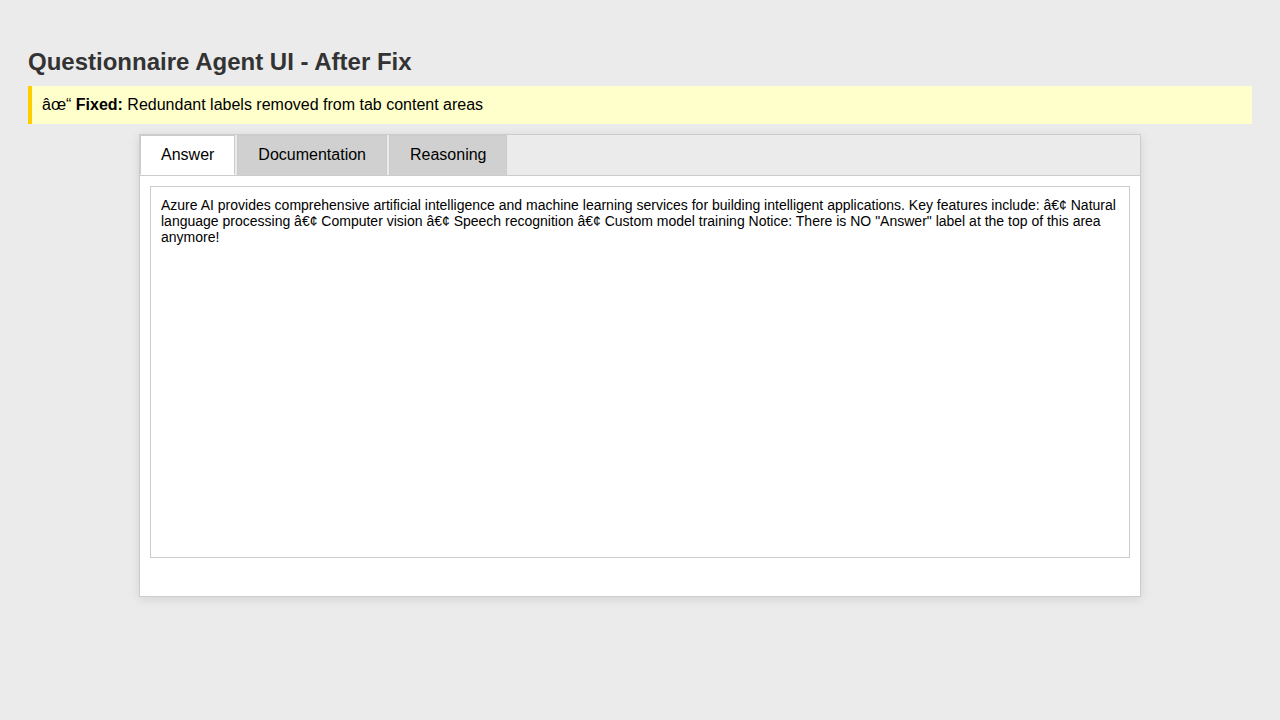 Questionnaire Agent UI - After Fix
âœ“ Fixed: Redundant labels removed from tab content areas
Answer Documentation Reasoning
Azure AI provides comprehensive artificial intelligence and machine learning services for building intelligent applications. Key features include: â€¢ Natural
language processing â€¢ Computer vision â€¢ Speech recognition â€¢ Custom model training Notice: There is NO "Answer" label at the top of this area
anymore!